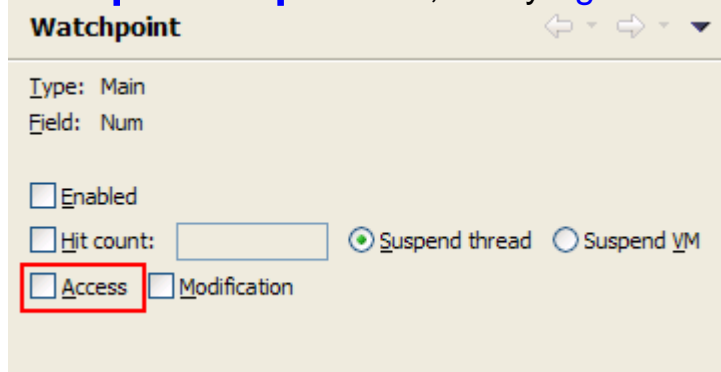 Watchpoint
Type: Main
Field: Num
Enabled
Hit count: Suspend thread Suspend VM
Access Modification